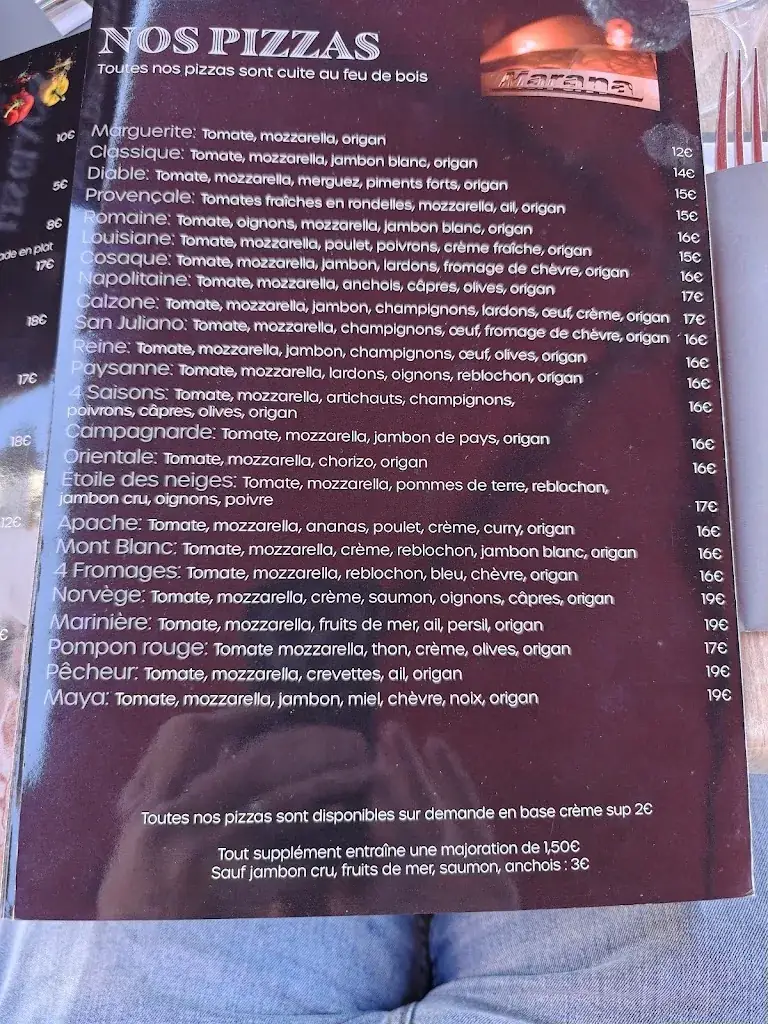 NOS PIZZAS
Toutes nos pizzas sont cuite au feu de bois
Marana
Marguerite: Tomate, mozzarella, origan 12€
Classique: Tomate, mozzarella, jambon blanc, origan 14€
Diable: Tomate, mozzarella, merguez, piments forts, origan 15€
Provençale: Tomates fraîches en rondelles, mozzarella, ail, origan 15€
Romaine: Tomate, oignons, mozzarella, jambon blanc, origan 16€
Louisiane: Tomate, mozzarella, poulet, poivrons, crème fraîche, origan 15€
Cosaque: Tomate, mozzarella, jambon, lardons, fromage de chèvre, origan 16€
Napolitaine: Tomate, mozzarella, anchois, câpres, olives, origan 17€
Calzone: Tomate, mozzarella, jambon, champignons, lardons, œuf, crème, origan 17€
San Juliano: Tomate, mozzarella, champignons, œuf, fromage de chèvre, origan 16€
Reine: Tomate, mozzarella, jambon, champignons, œuf, olives, origan 16€
Paysanne: Tomate, mozzarella, lardons, oignons, reblochon, origan 16€
4 Saisons: Tomate, mozzarella, artichauts, champignons,
poivrons, câpres, olives, origan 16€
Campagnarde: Tomate, mozzarella, jambon de pays, origan 16€
Orientale: Tomate, mozzarella, chorizo, origan 16€
Etoile des neiges: Tomate, mozzarella, pommes de terre, reblochon,
jambon cru, oignons, poivre 17€
Apache: Tomate, mozzarella, ananas, poulet, crème, curry, origan 16€
Mont Blanc: Tomate, mozzarella, crème, reblochon, jambon blanc, origan 16€
4 Fromages: Tomate, mozzarella, reblochon, bleu, chèvre, origan 16€
Norvège: Tomate, mozzarella, crème, saumon, oignons, câpres, origan 19€
Marinière: Tomate, mozzarella, fruits de mer, ail, persil, origan 19€
Pompon rouge: Tomate mozzarella, thon, crème, olives, origan 17€
Pêcheur: Tomate, mozzarella, crevettes, ail, origan 19€
Maya: Tomate, mozzarella, jambon, miel, chèvre, noix, origan 19€
Toutes nos pizzas sont disponibles sur demande en base crème sup 2€
Tout supplément entraîne une majoration de 1,50€
Sauf jambon cru, fruits de mer, saumon, anchois : 3€
10€
5€
8€
ade en plat
17€
18€
17€
18€
12€
€